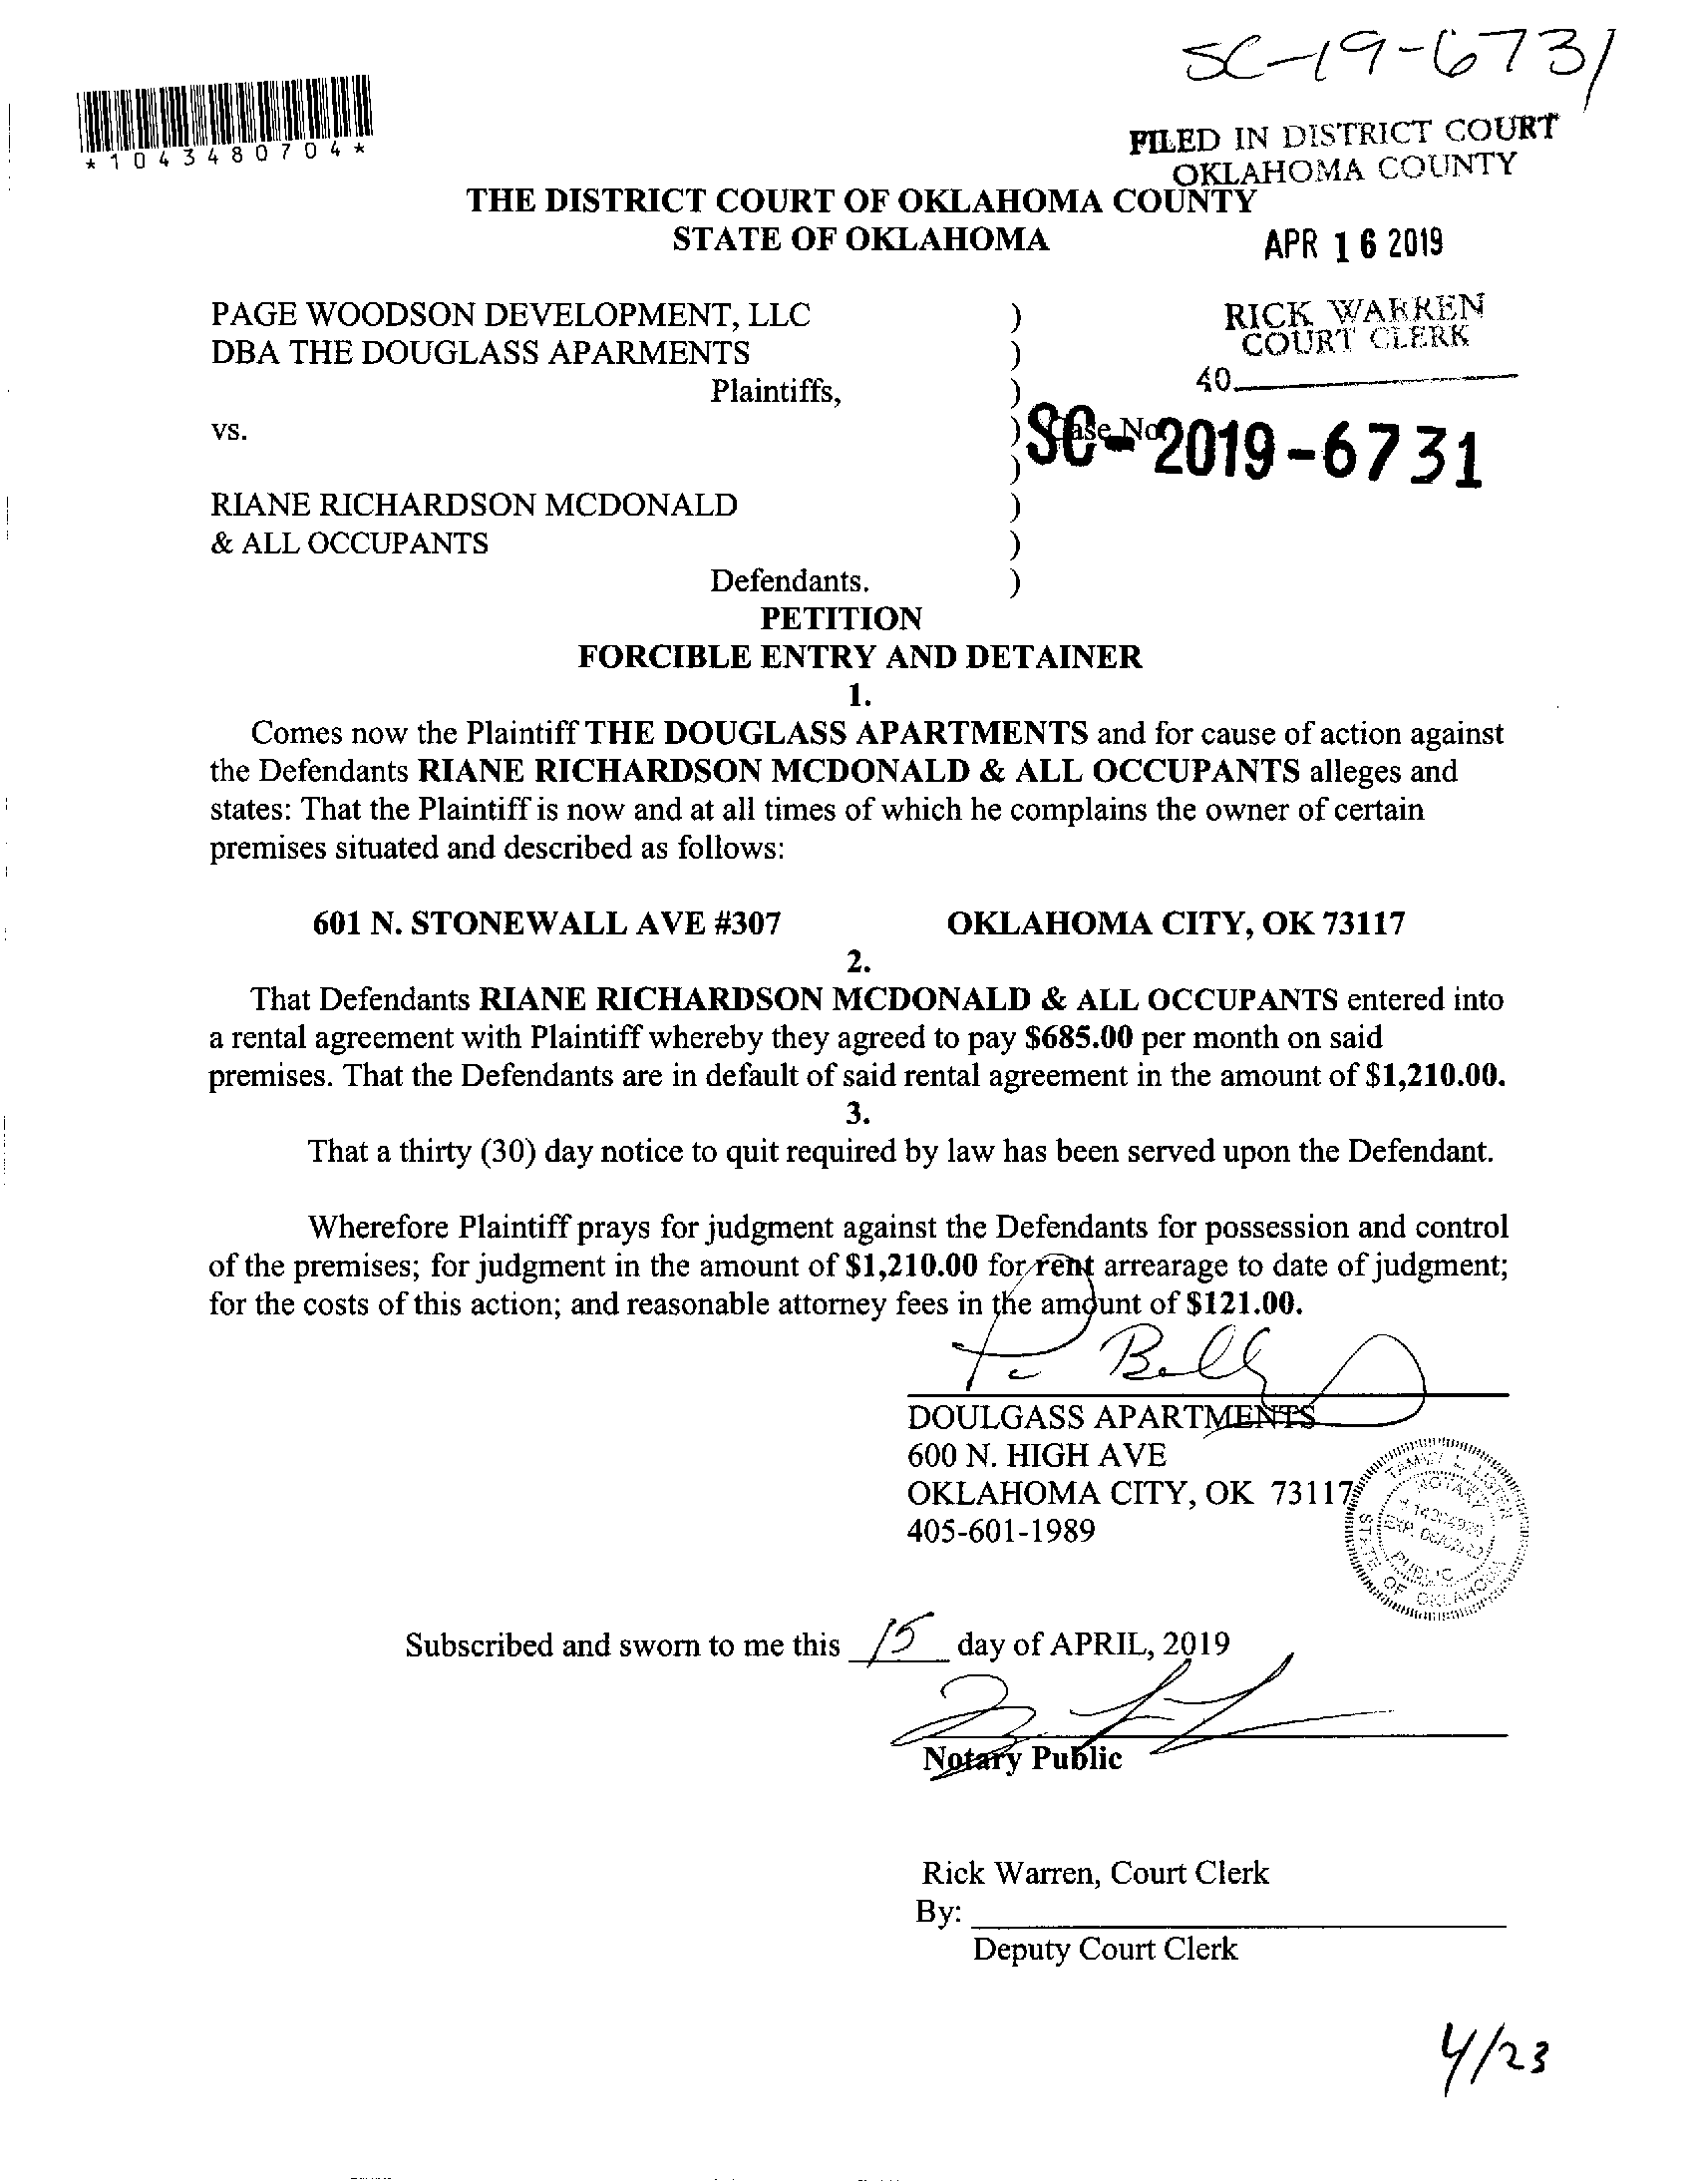 SC-19-6731
*1043480704*
FILED IN DISTRICT COURT
OKLAHOMA COUNTY
THE DISTRICT COURT OF OKLAHOMA COUNTY
STATE OF OKLAHOMA
APR 16 2019
PAGE WOODSON DEVELOPMENT, LLC )
RICK WARREN
DBA THE DOUGLASS APARMENTS )
COURT CLERK
Plaintiffs, )
40
vs. ) Case No
SC-2019-6731
)
RIANE RICHARDSON MCDONALD )
& ALL OCCUPANTS )
Defendants. )
PETITION
FORCIBLE ENTRY AND DETAINER
1.
Comes now the Plaintiff THE DOUGLASS APARTMENTS and for cause of action against
the Defendants RIANE RICHARDSON MCDONALD & ALL OCCUPANTS alleges and
states: That the Plaintiff is now and at all times of which he complains the owner of certain
premises situated and described as follows:
601 N. STONEWALL AVE #307 OKLAHOMA CITY, OK 73117
2.
That Defendants RIANE RICHARDSON MCDONALD & ALL OCCUPANTS entered into
a rental agreement with Plaintiff whereby they agreed to pay $685.00 per month on said
premises. That the Defendants are in default of said rental agreement in the amount of $1,210.00.
3.
That a thirty (30) day notice to quit required by law has been served upon the Defendant.
Wherefore Plaintiff prays for judgment against the Defendants for possession and control
of the premises; for judgment in the amount of $1,210.00 for rent arrearage to date of judgment;
for the costs of this action; and reasonable attorney fees in the amount of $121.00.
DOULGASS APARTMENTS
600 N. HIGH AVE
OKLAHOMA CITY, OK 73117
405-601-1989
NOTARY
PUBLIC
STATE OF OKLAHOMA
Subscribed and sworn to me this 15 day of APRIL, 2019
Notary Public
Rick Warren, Court Clerk
By:
Deputy Court Clerk
4/23